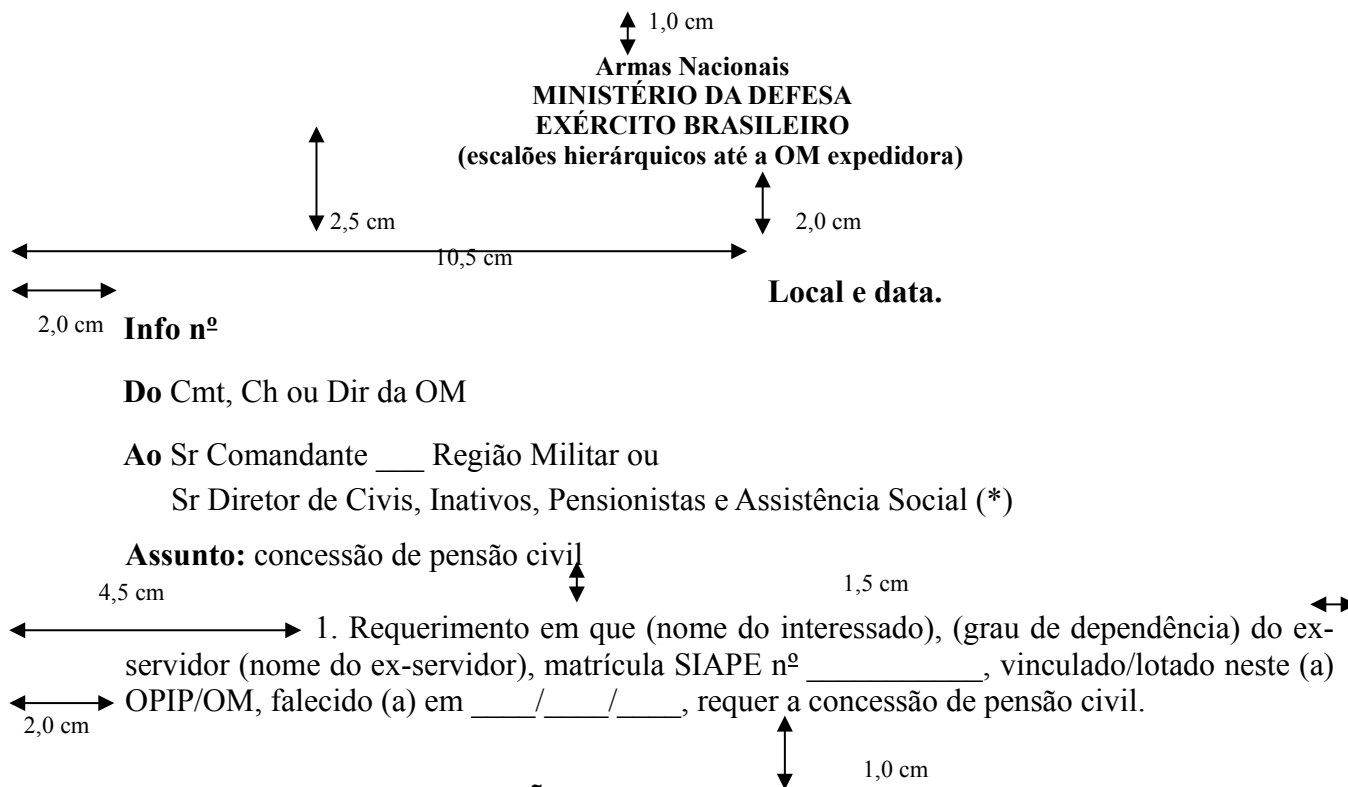 1,0 cm
Armas Nacionais
MINISTÉRIO DA DEFESA
EXÉRCITO BRASILEIRO
(escalões hierárquicos até a OM expedidora)
2,5 cm
2,0 cm
10,5 cm
Local e data.
2,0 cm
Info nº
Do Cmt, Ch ou Dir da OM
Ao Sr Comandante ___ Região Militar ou
Sr Diretor de Civis, Inativos, Pensionistas e Assistência Social (*)
Assunto: concessão de pensão civil
4,5 cm
1,5 cm
1. Requerimento em que (nome do interessado), (grau de dependência) do ex-
servidor (nome do ex-servidor), matrícula SIAPE nº ___________, vinculado/lotado neste (a)
OPIP/OM, falecido (a) em ____/____/____, requer a concessão de pensão civil.
2,0 cm
1,0 cm